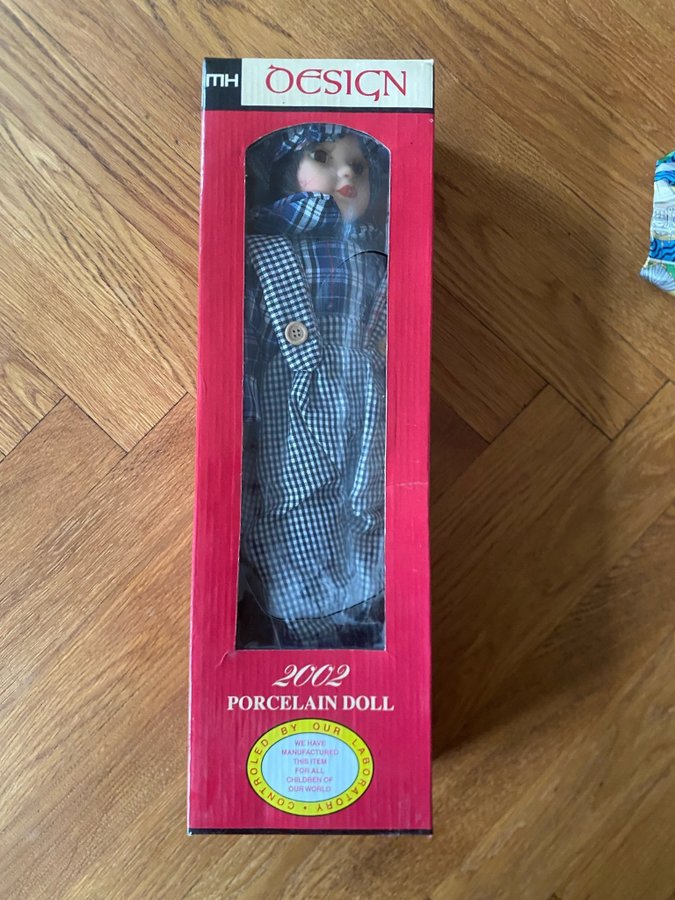 MH DESIGN
2002
PORCELAIN DOLL
CONTROLED BY OUR LABORATORY •
WE HAVE
MANUFACTURED
THIS ITEM
FOR ALL
CHILDREN OF
OUR WORLD